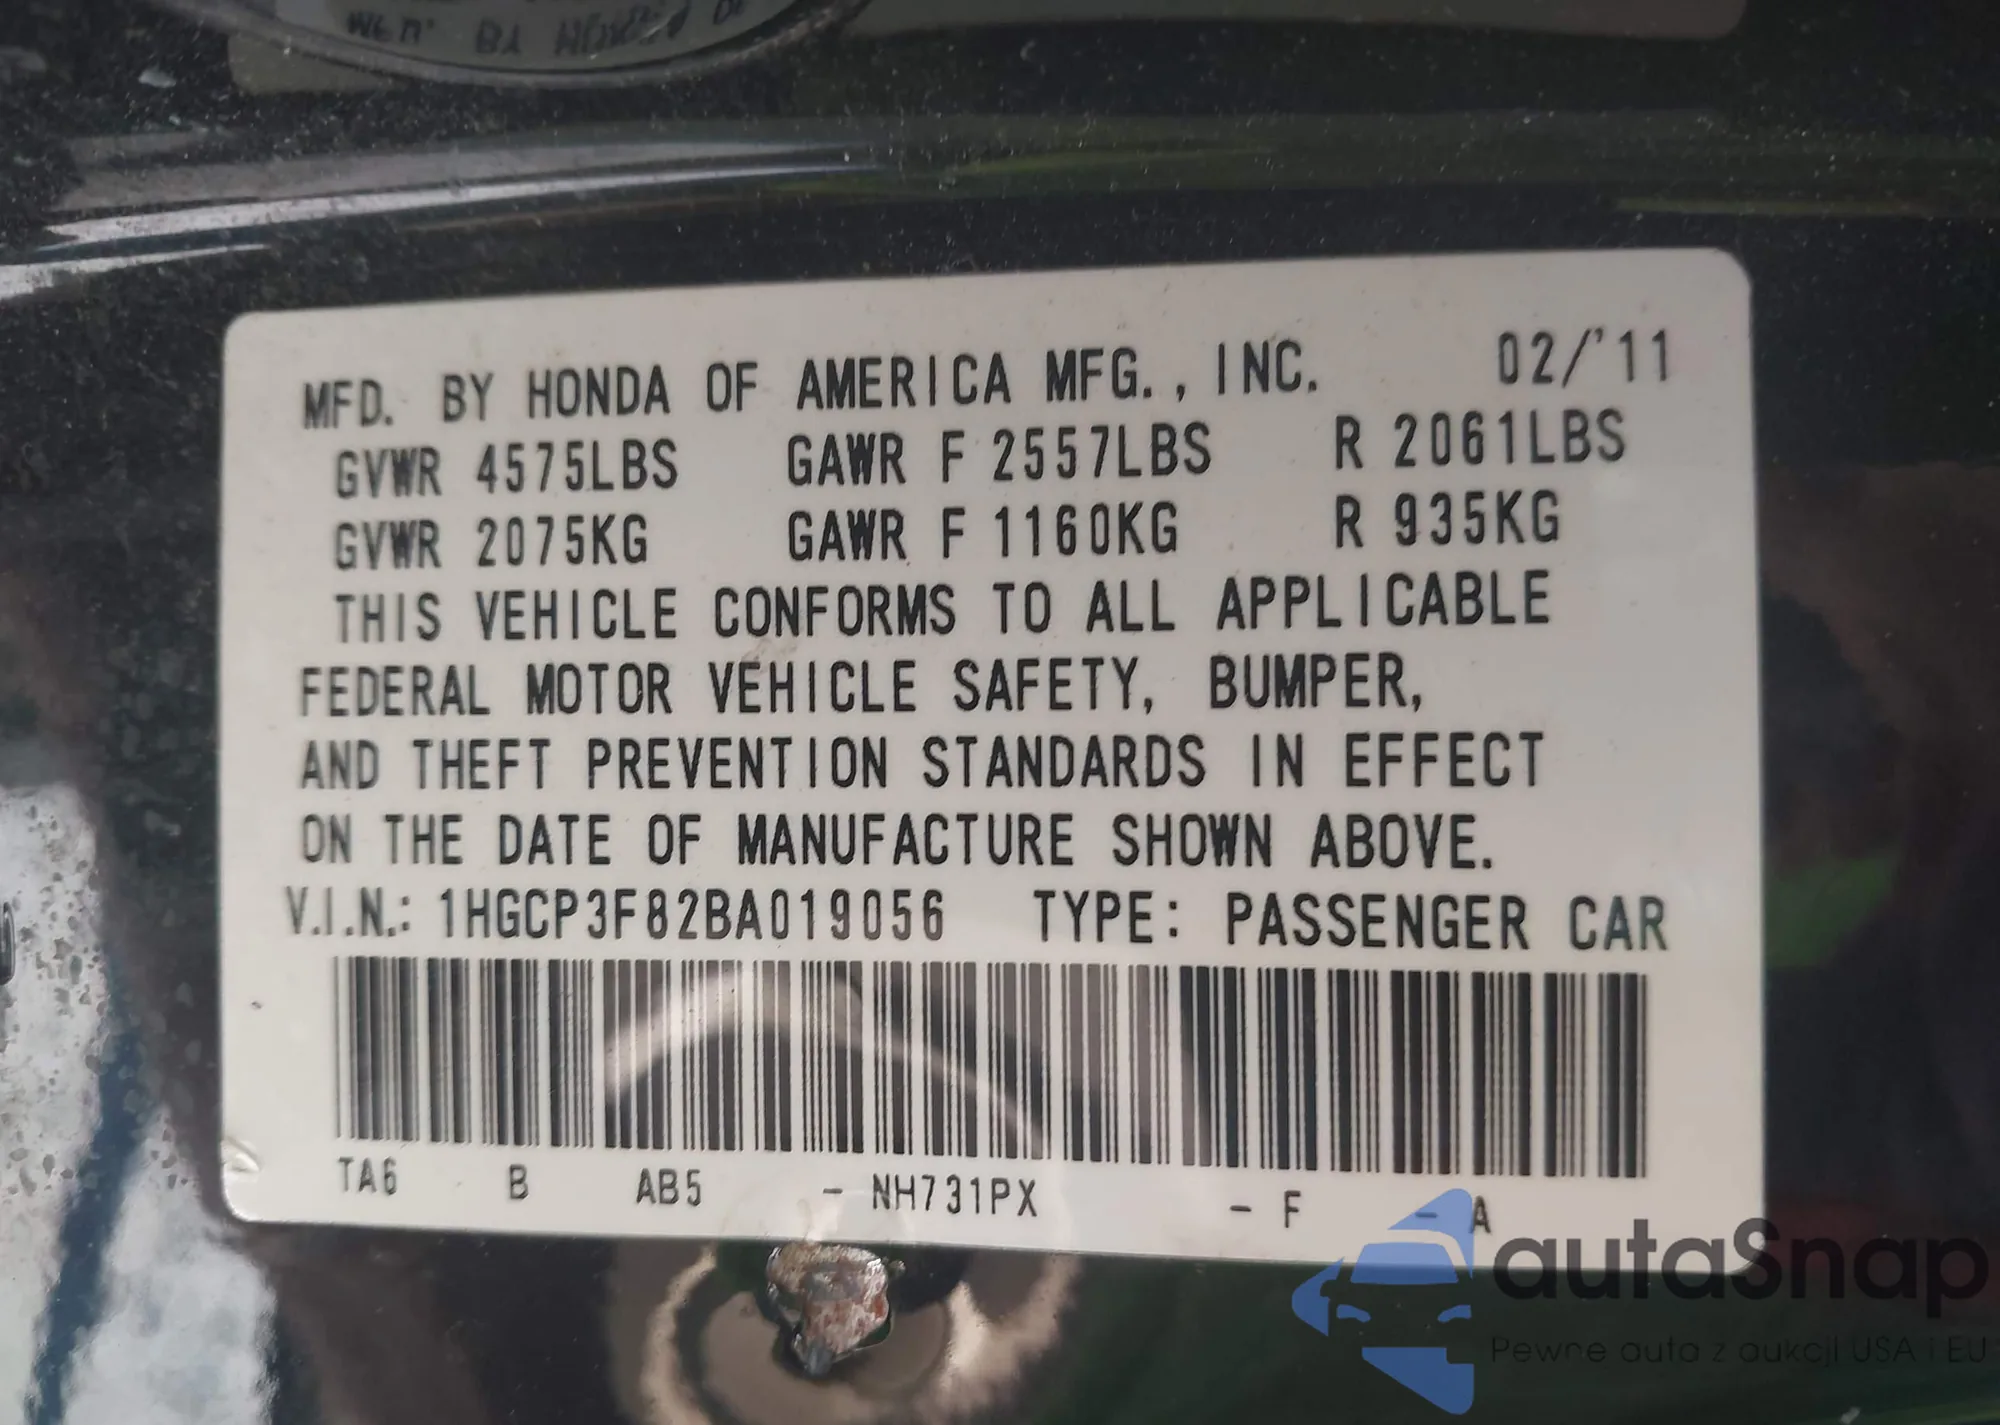 MFD. BY HONDA OF AMERICA MFG., INC. 02/'11
GVWR 4575LBS GAWR F 2557LBS R 2061LBS
GVWR 2075KG GAWR F 1160KG R 935KG
THIS VEHICLE CONFORMS TO ALL APPLICABLE
FEDERAL MOTOR VEHICLE SAFETY, BUMPER,
AND THEFT PREVENTION STANDARDS IN EFFECT
ON THE DATE OF MANUFACTURE SHOWN ABOVE.
V.I.N.: 1HGCP3F82BA019056 TYPE: PASSENGER CAR
TA6 B AB5 - NH731PX - F - A
autaSnap
Pewne auta z aukcji USA i EU